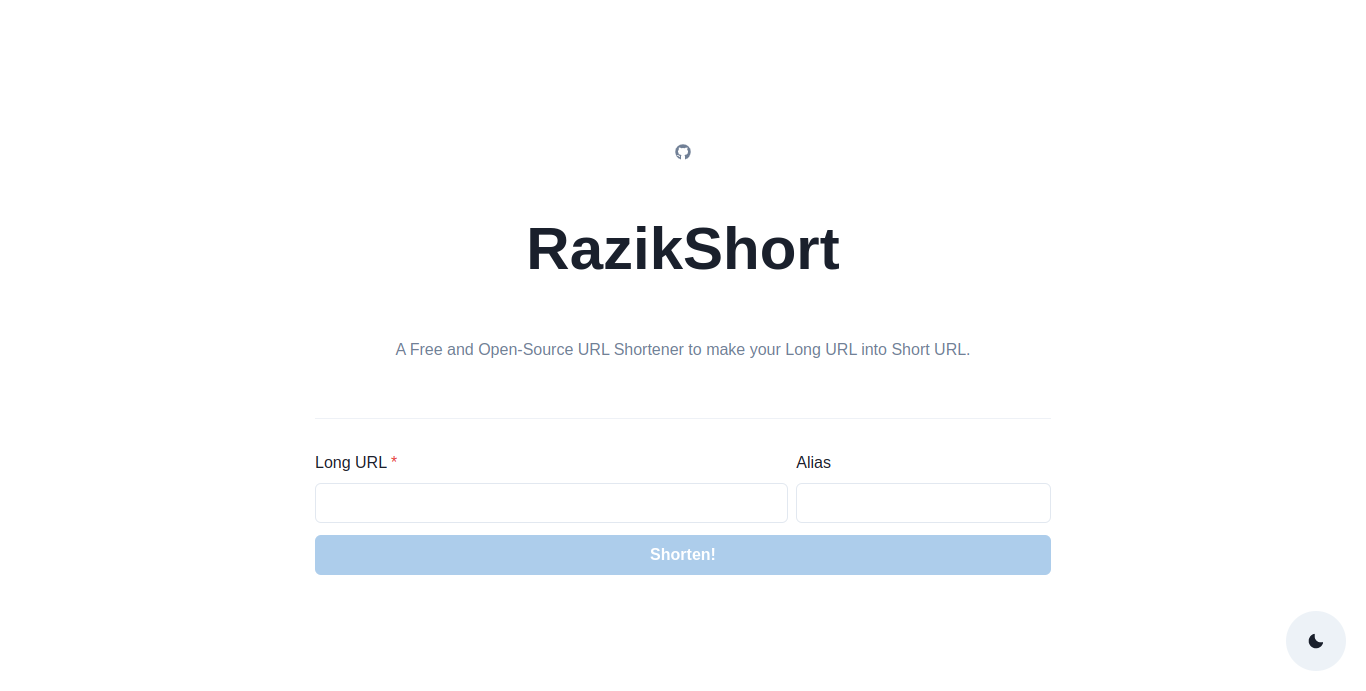 RazikShort
A Free and Open-Source URL Shortener to make your Long URL into Short URL.
Long URL *
Alias
Shorten!